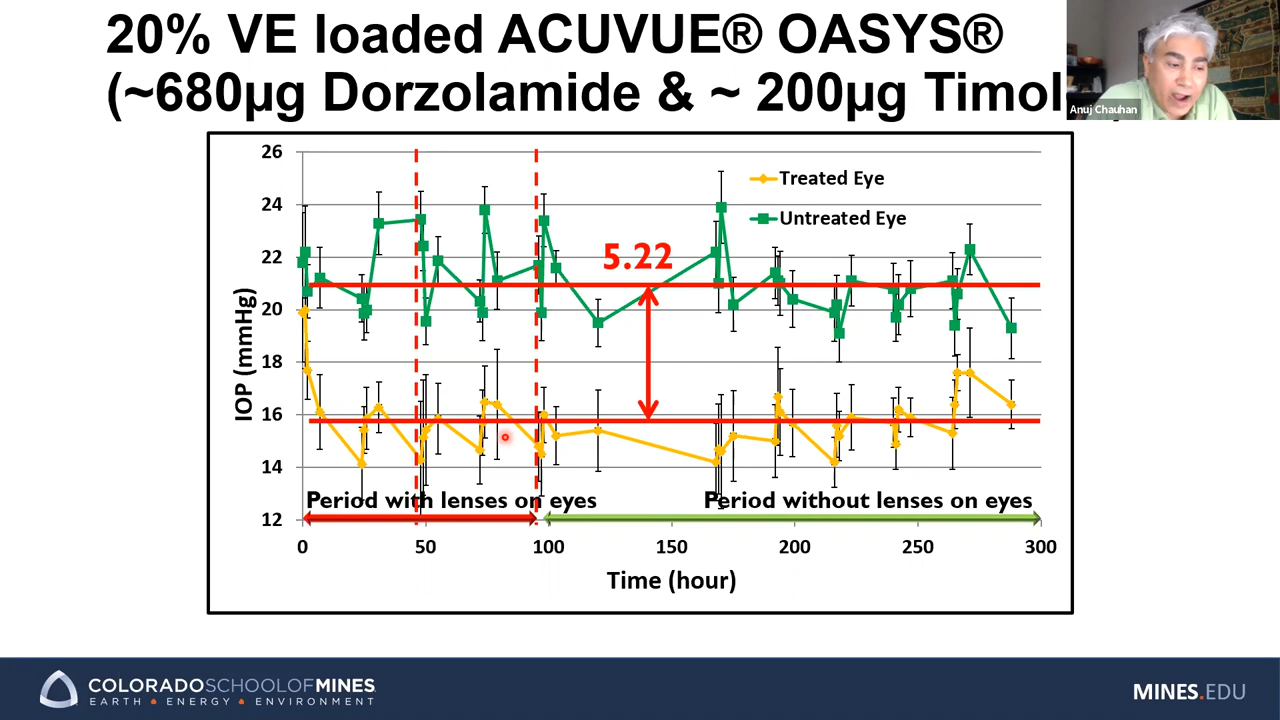 20% VE loaded ACUVUE® OASYS®
(~680µg Dorzolamide & ~ 200µg Timol
Anuj Chauhan
26
24
22
20
18
16
14
12
IOP (mmHg)
Treated Eye
Untreated Eye
5.22
Period with lenses on eyes
Period without lenses on eyes
0
50
100
150
200
250
300
Time (hour)
COLORADOSCHOOLOFMINES
EARTH • ENERGY • ENVIRONMENT
MINES.EDU